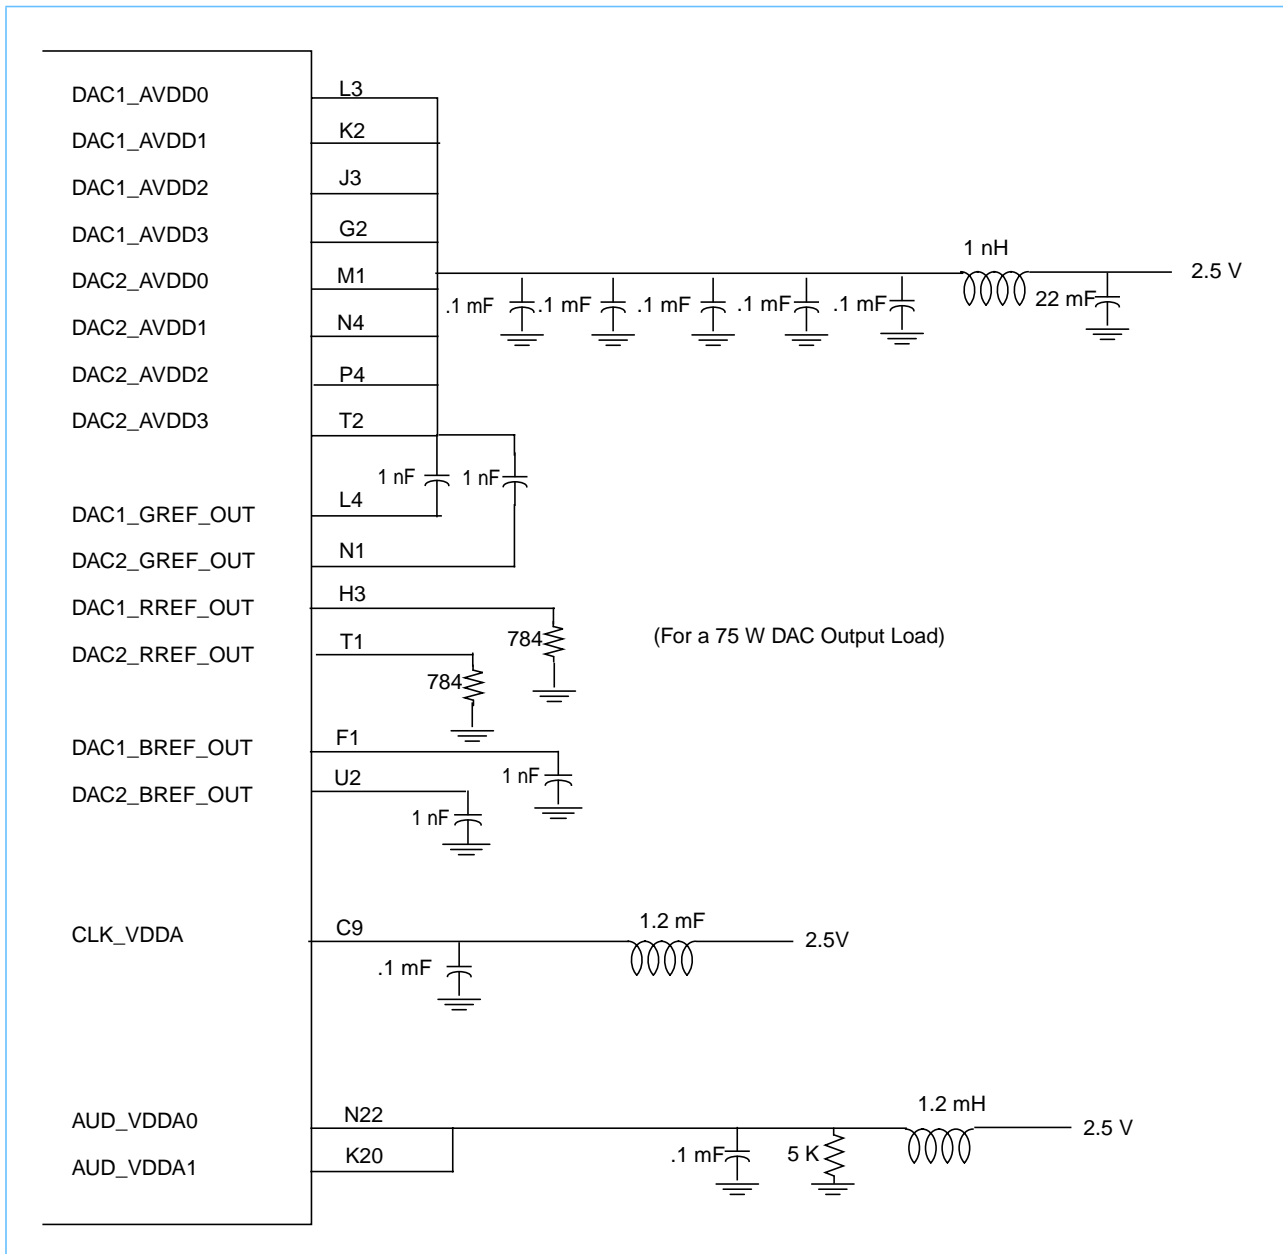 DAC1_AVDD0 L3
DAC1_AVDD1 K2
DAC1_AVDD2 J3
DAC1_AVDD3 G2
1 nH
DAC2_AVDD0 M1 2.5 V
.1 mF .1 mF .1 mF .1 mF .1 mF 22 mF
DAC2_AVDD1 N4
DAC2_AVDD2 P4
DAC2_AVDD3 T2
1 nF 1 nF
DAC1_GREF_OUT L4
DAC2_GREF_OUT N1
DAC1_RREF_OUT H3
784 (For a 75 W DAC Output Load)
DAC2_RREF_OUT T1
784
DAC1_BREF_OUT F1
1 nF
DAC2_BREF_OUT U2
1 nF
CLK_VDDA C9 1.2 mF 2.5V
.1 mF
AUD_VDDA0 N22 1.2 mH 2.5 V
AUD_VDDA1 K20 .1 mF 5 K